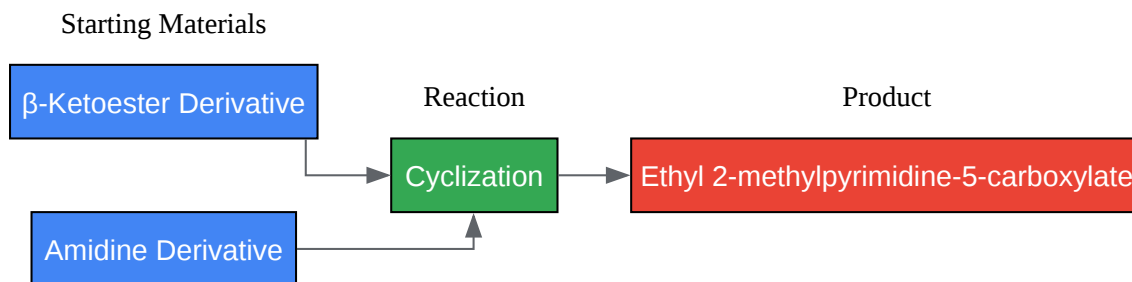 Starting Materials
β-Ketoester Derivative
Amidine Derivative
Reaction
Cyclization
Product
Ethyl 2-methylpyrimidine-5-carboxylate